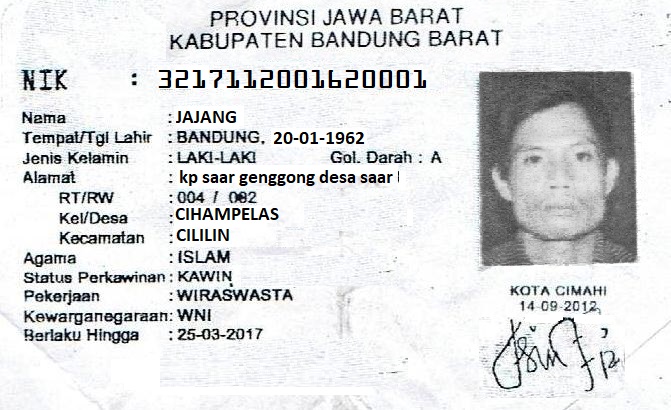 PROVINSI JAWA BARAT
KABUPATEN BANDUNG BARAT
NIK : 3217112001620001
Nama : JAJANG
Tempat/Tgl Lahir : BANDUNG, 20-01-1962
Jenis Kelamin : LAKI-LAKI Gol. Darah : A
Alamat : kp saar genggong desa saar
RT/RW : 004 / 002
Kel/Desa : CIHAMPELAS
Kecamatan : CILILIN
Agama : ISLAM
Status Perkawinan : KAWIN
Pekerjaan : WIRASWASTA
Kewarganegaraan : WNI
Berlaku Hingga : 25-03-2017
KOTA CIMAHI
14-09-2012